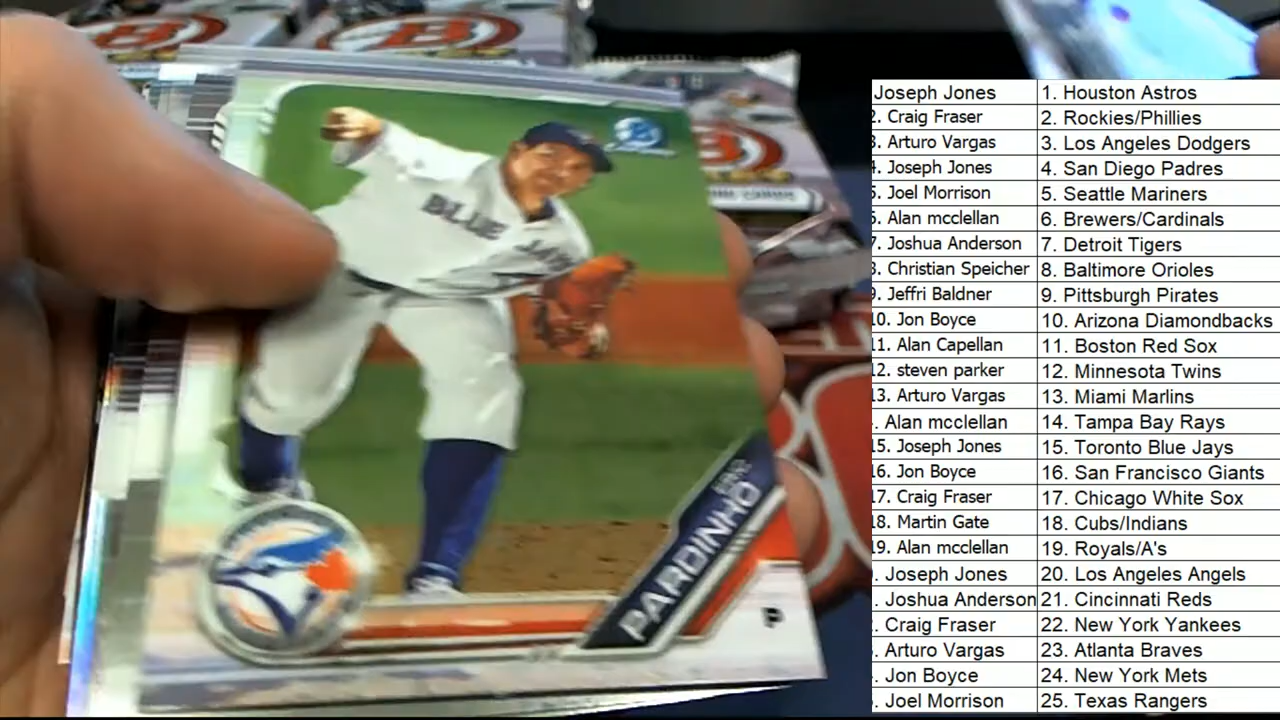 BLUE JAYS
PARDINHO
P
Joseph Jones 1. Houston Astros
2. Craig Fraser 2. Rockies/Phillies
3. Arturo Vargas 3. Los Angeles Dodgers
4. Joseph Jones 4. San Diego Padres
5. Joel Morrison 5. Seattle Mariners
6. Alan mcclellan 6. Brewers/Cardinals
7. Joshua Anderson 7. Detroit Tigers
8. Christian Speicher 8. Baltimore Orioles
9. Jeffri Baldner 9. Pittsburgh Pirates
10. Jon Boyce 10. Arizona Diamondbacks
11. Alan Capellan 11. Boston Red Sox
12. steven parker 12. Minnesota Twins
13. Arturo Vargas 13. Miami Marlins
. Alan mcclellan 14. Tampa Bay Rays
15. Joseph Jones 15. Toronto Blue Jays
16. Jon Boyce 16. San Francisco Giants
17. Craig Fraser 17. Chicago White Sox
18. Martin Gate 18. Cubs/Indians
19. Alan mcclellan 19. Royals/A's
. Joseph Jones 20. Los Angeles Angels
. Joshua Anderson 21. Cincinnati Reds
. Craig Fraser 22. New York Yankees
. Arturo Vargas 23. Atlanta Braves
. Jon Boyce 24. New York Mets
. Joel Morrison 25. Texas Rangers